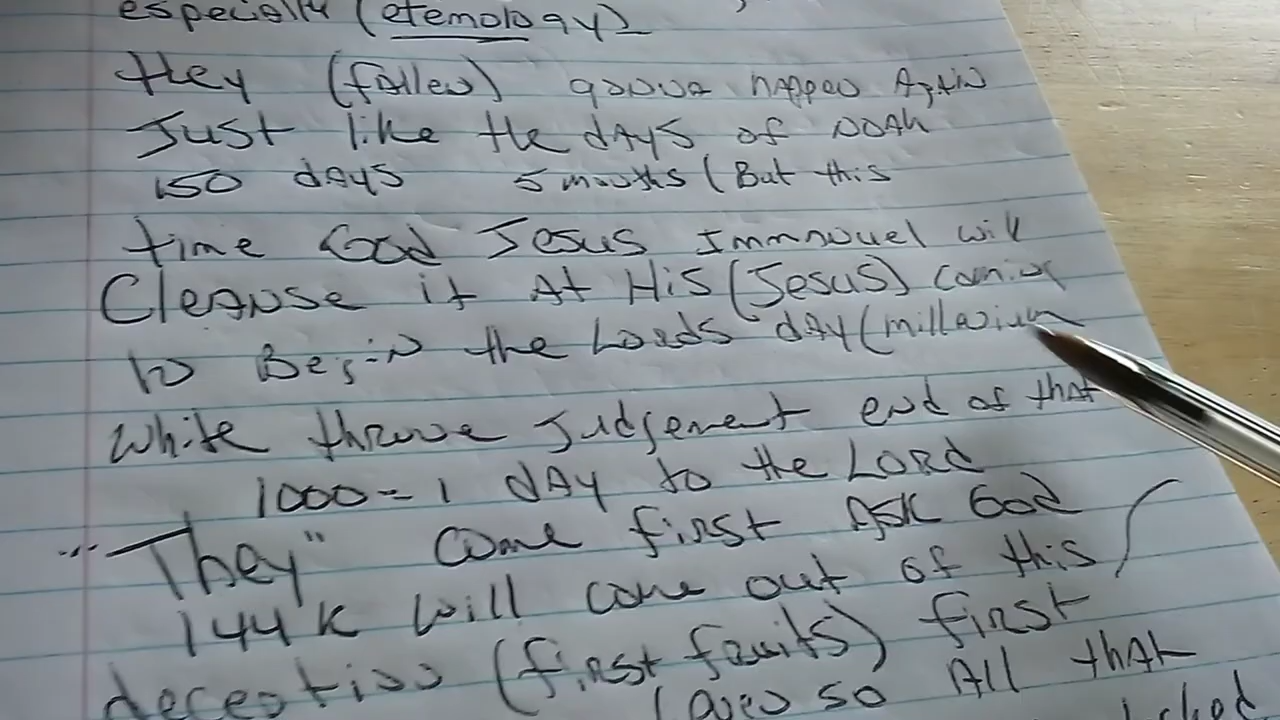 especially (etemology)
They (fallen) gonna happen Again
Just like the dAYS of NOAH
150 days 5 months (But this
time God Jesus Immanouel will
Cleanse it At His (Jesus) coming
to Begin the Lords dAY (millenium
White throne Judgement end of thAt
1000 = 1 dAY to the LORD
... "They" come first ASK God
144K will come out of this
deception (first fruits) first
so All thAt